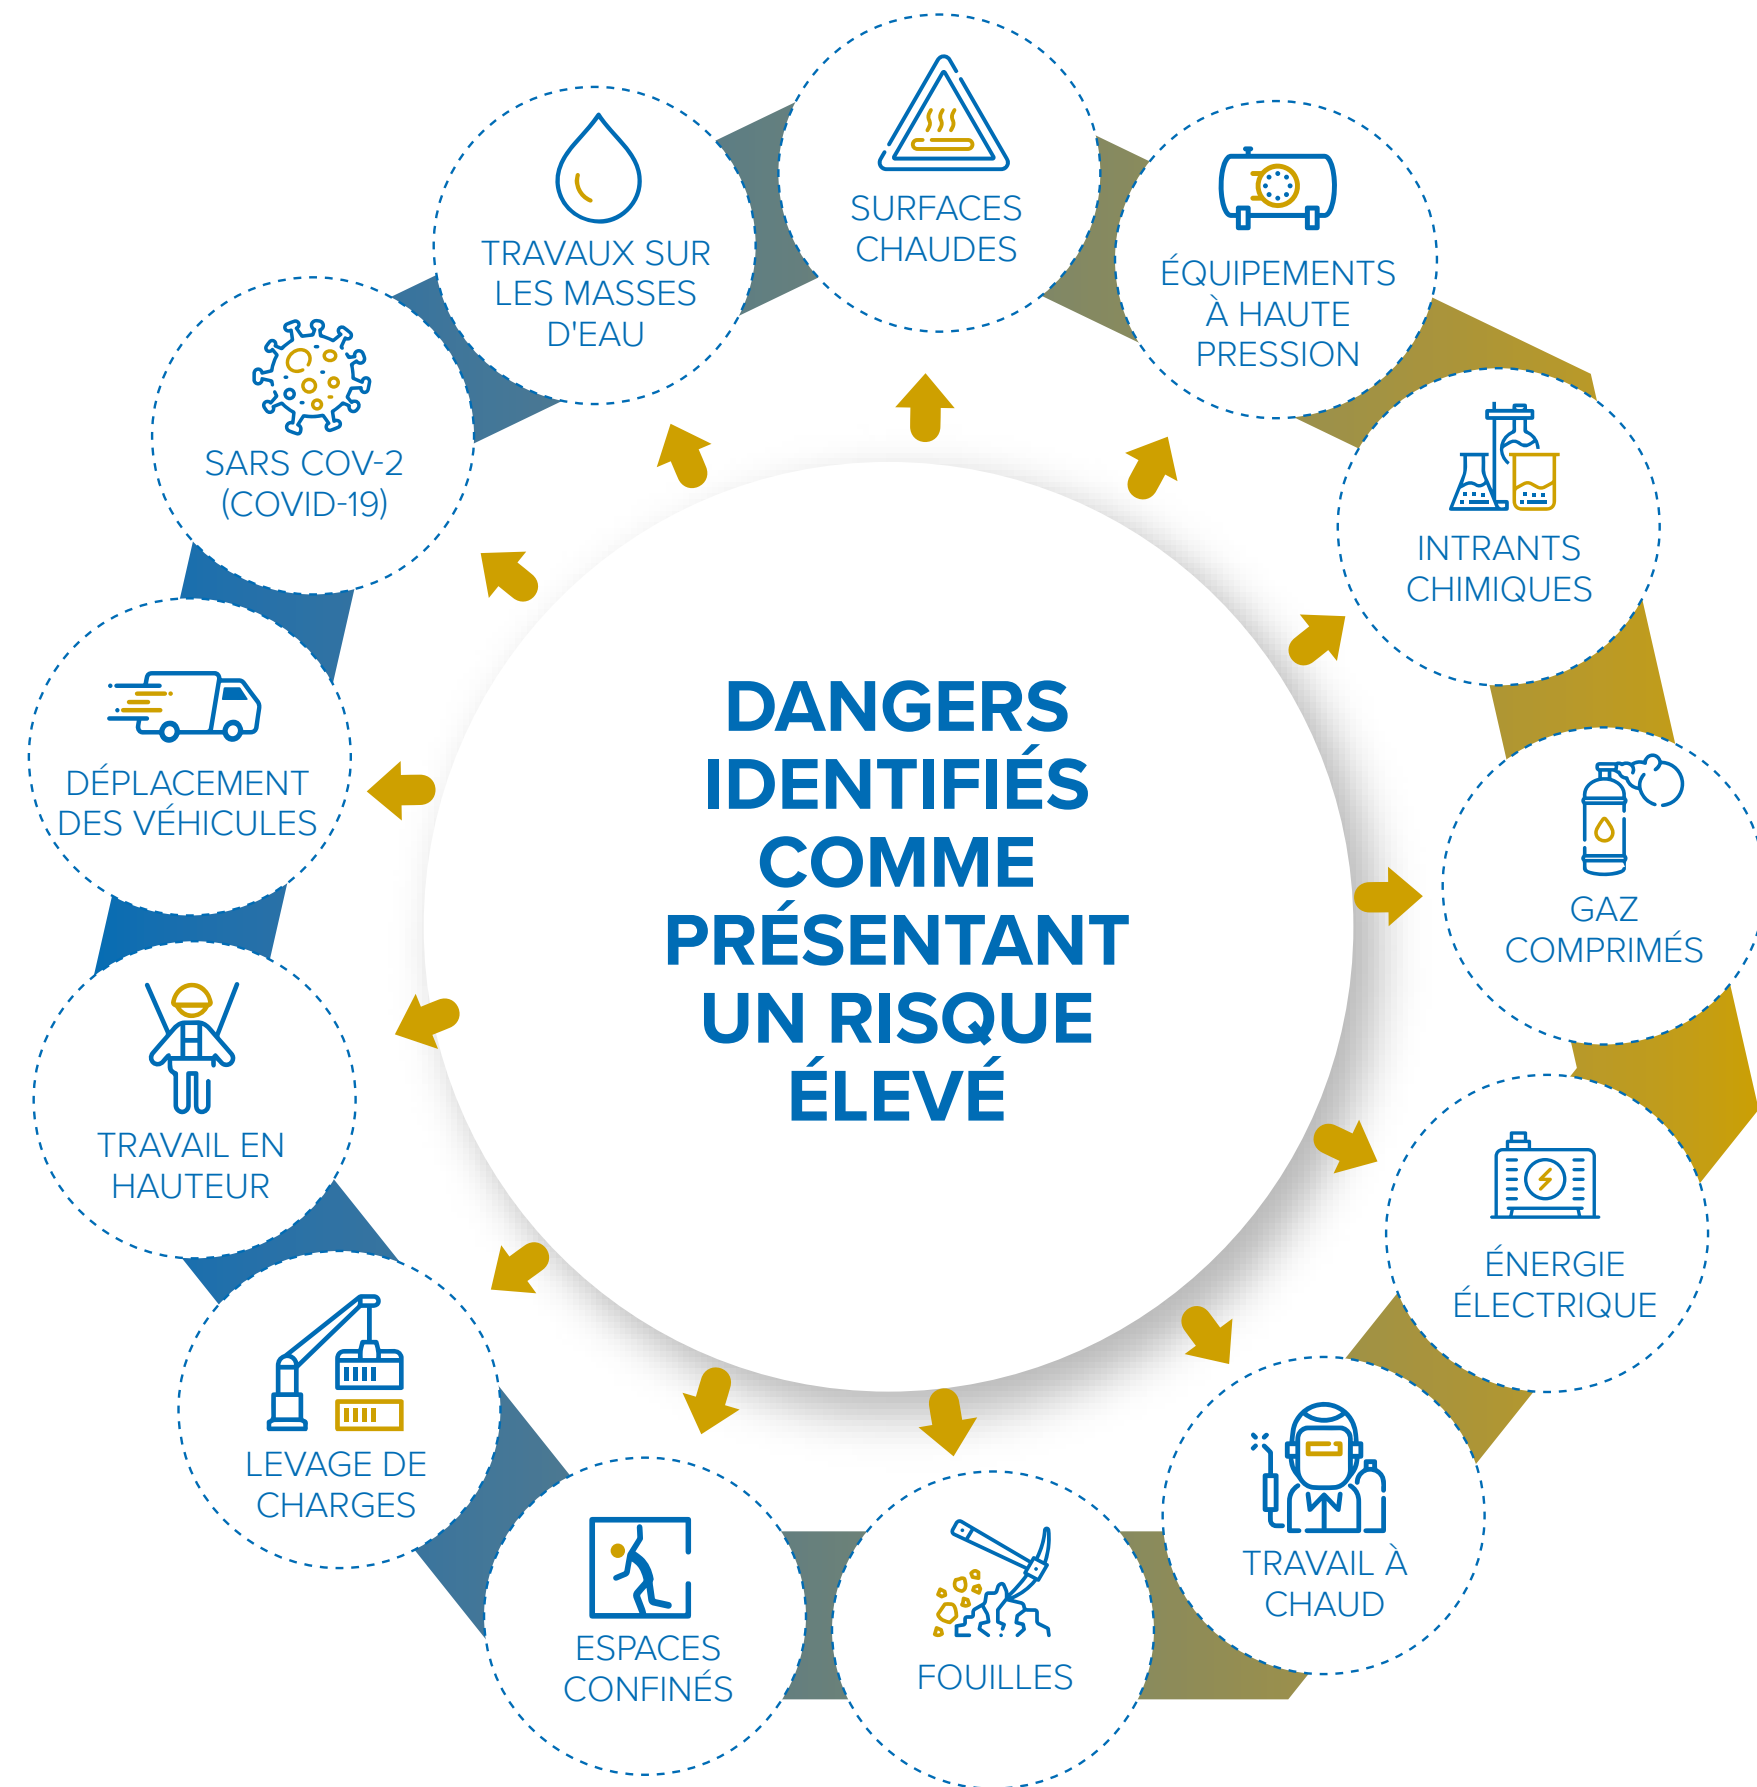 SURFACES
CHAUDES
ÉQUIPEMENTS
À HAUTE
PRESSION
INTRANTS
CHIMIQUES
GAZ
COMPRIMÉS
ÉNERGIE
ÉLECTRIQUE
TRAVAIL À
CHAUD
FOUILLES
ESPACES
CONFINÉS
LEVAGE DE
CHARGES
TRAVAIL EN
HAUTEUR
DÉPLACEMENT
DES VÉHICULES
SARS COV-2
(COVID-19)
TRAVAUX SUR
LES MASSES
D'EAU
DANGERS
IDENTIFIÉS
COMME
PRÉSENTANT
UN RISQUE
ÉLEVÉ